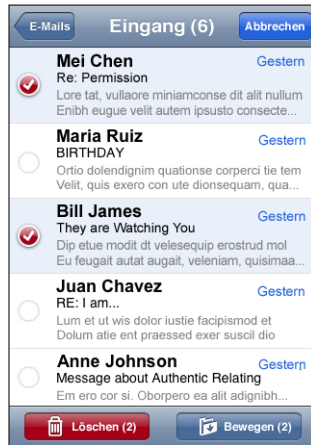 E-Mails
Eingang (6)
Abbrechen
Mei Chen
Gestern
Re: Permission
Lore tat, vullaore miniamconse dit alit nullum
Enibh eugue velit autem ipsusto consecte...
Maria Ruiz
Gestern
BIRTHDAY
Ortio dolendignim quationse corperci tie tem
Velit, quis exero con ute dionsequam, qua...
Bill James
Gestern
They are Watching You
Dip etue modit dt velesequip erostrud mol
Eu feugait autat augait, veleniam, quisimaa...
Juan Chavez
Gestern
RE: I am...
Lum et ut wis dolor iustie facipismod et
Dolum atie ent praessed exer suscil dio
Anne Johnson
Gestern
Message about Authentic Relating
Em ero cor si. Oborpero ea alit adignibh...
Löschen (2)
Bewegen (2)